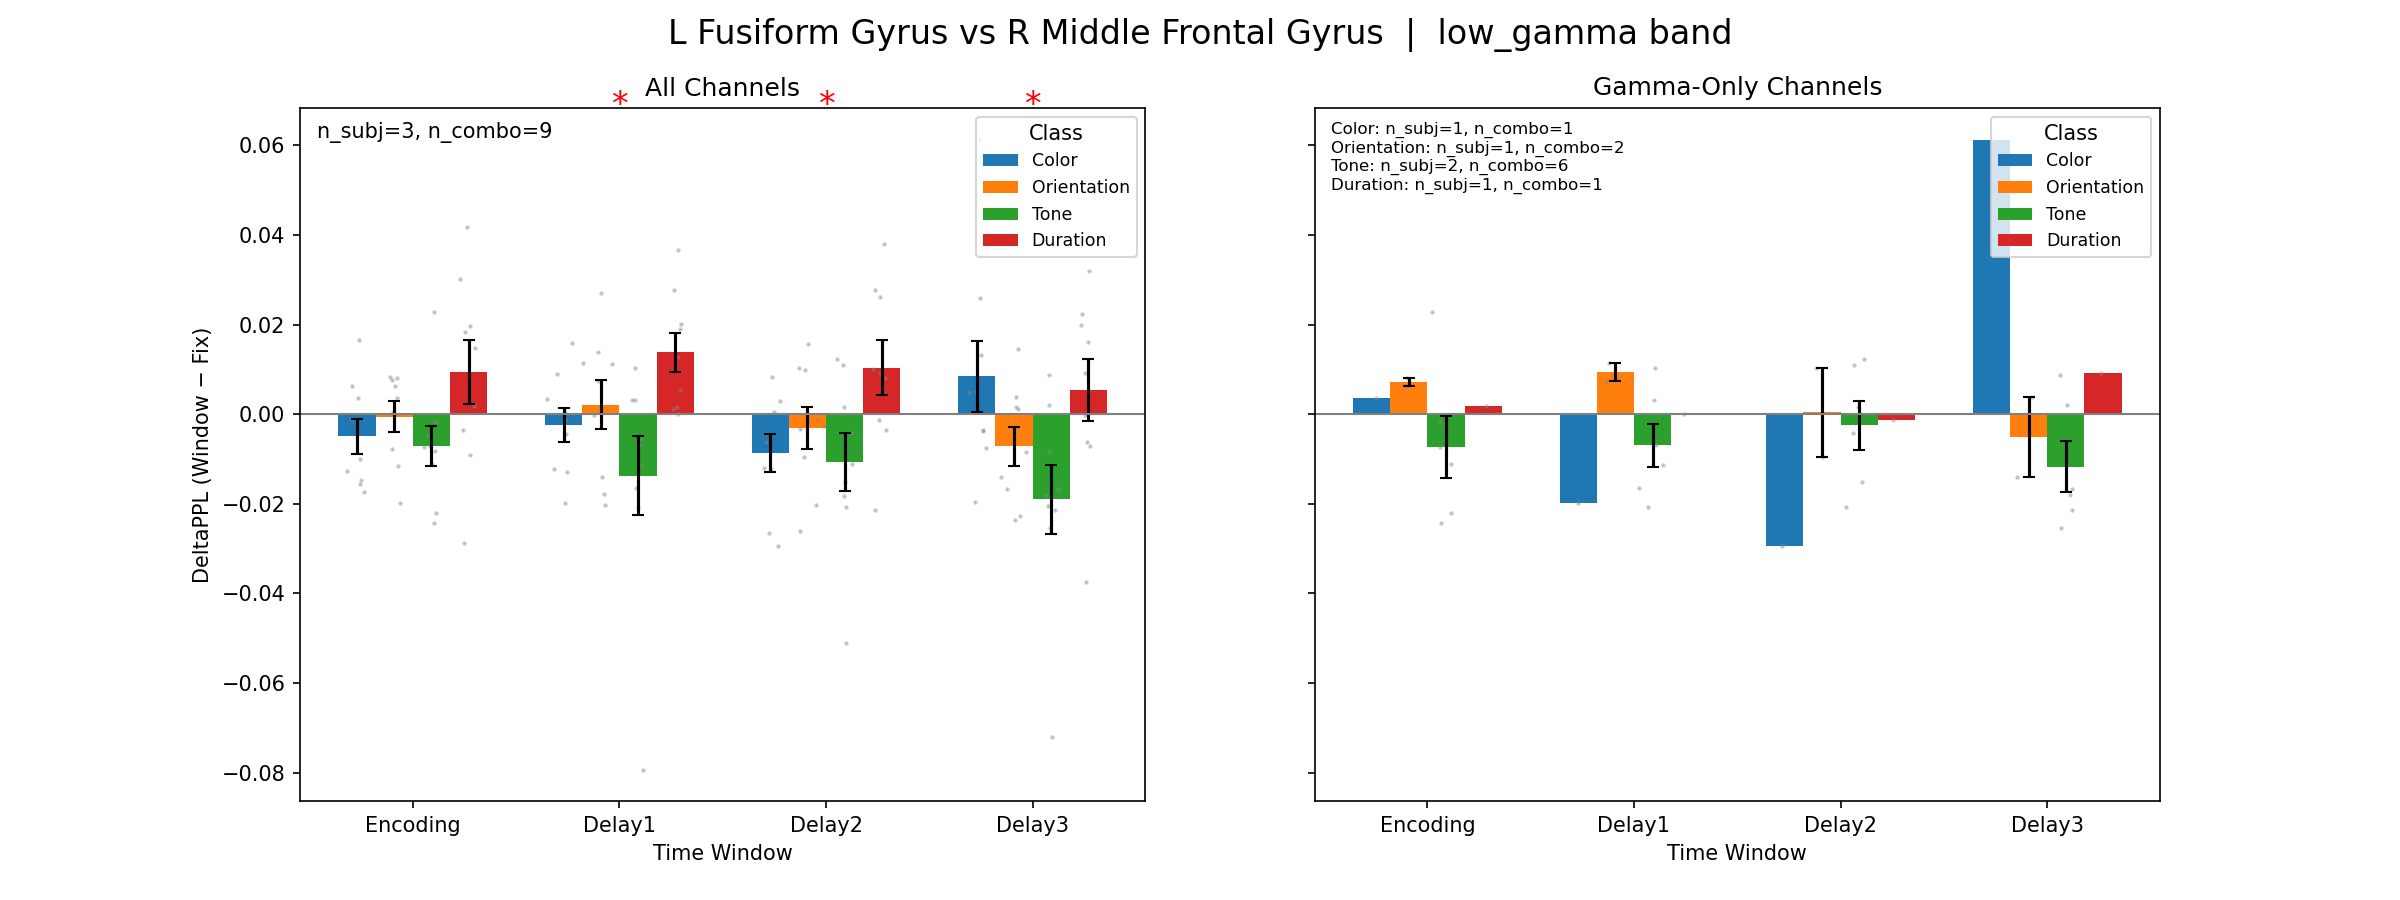 L Fusiform Gyrus vs R Middle Frontal Gyrus | low_gamma band
All Channels
* * *
n_subj=3, n_combo=9
Class
Color
Orientation
Tone
Duration
DeltaPPL (Window − Fix)
0.06
0.04
0.02
0.00
−0.02
−0.04
−0.06
−0.08
Encoding Delay1 Delay2 Delay3
Time Window
Gamma-Only Channels
Color: n_subj=1, n_combo=1
Orientation: n_subj=1, n_combo=2
Tone: n_subj=2, n_combo=6
Duration: n_subj=1, n_combo=1
Class
Color
Orientation
Tone
Duration
Encoding Delay1 Delay2 Delay3
Time Window